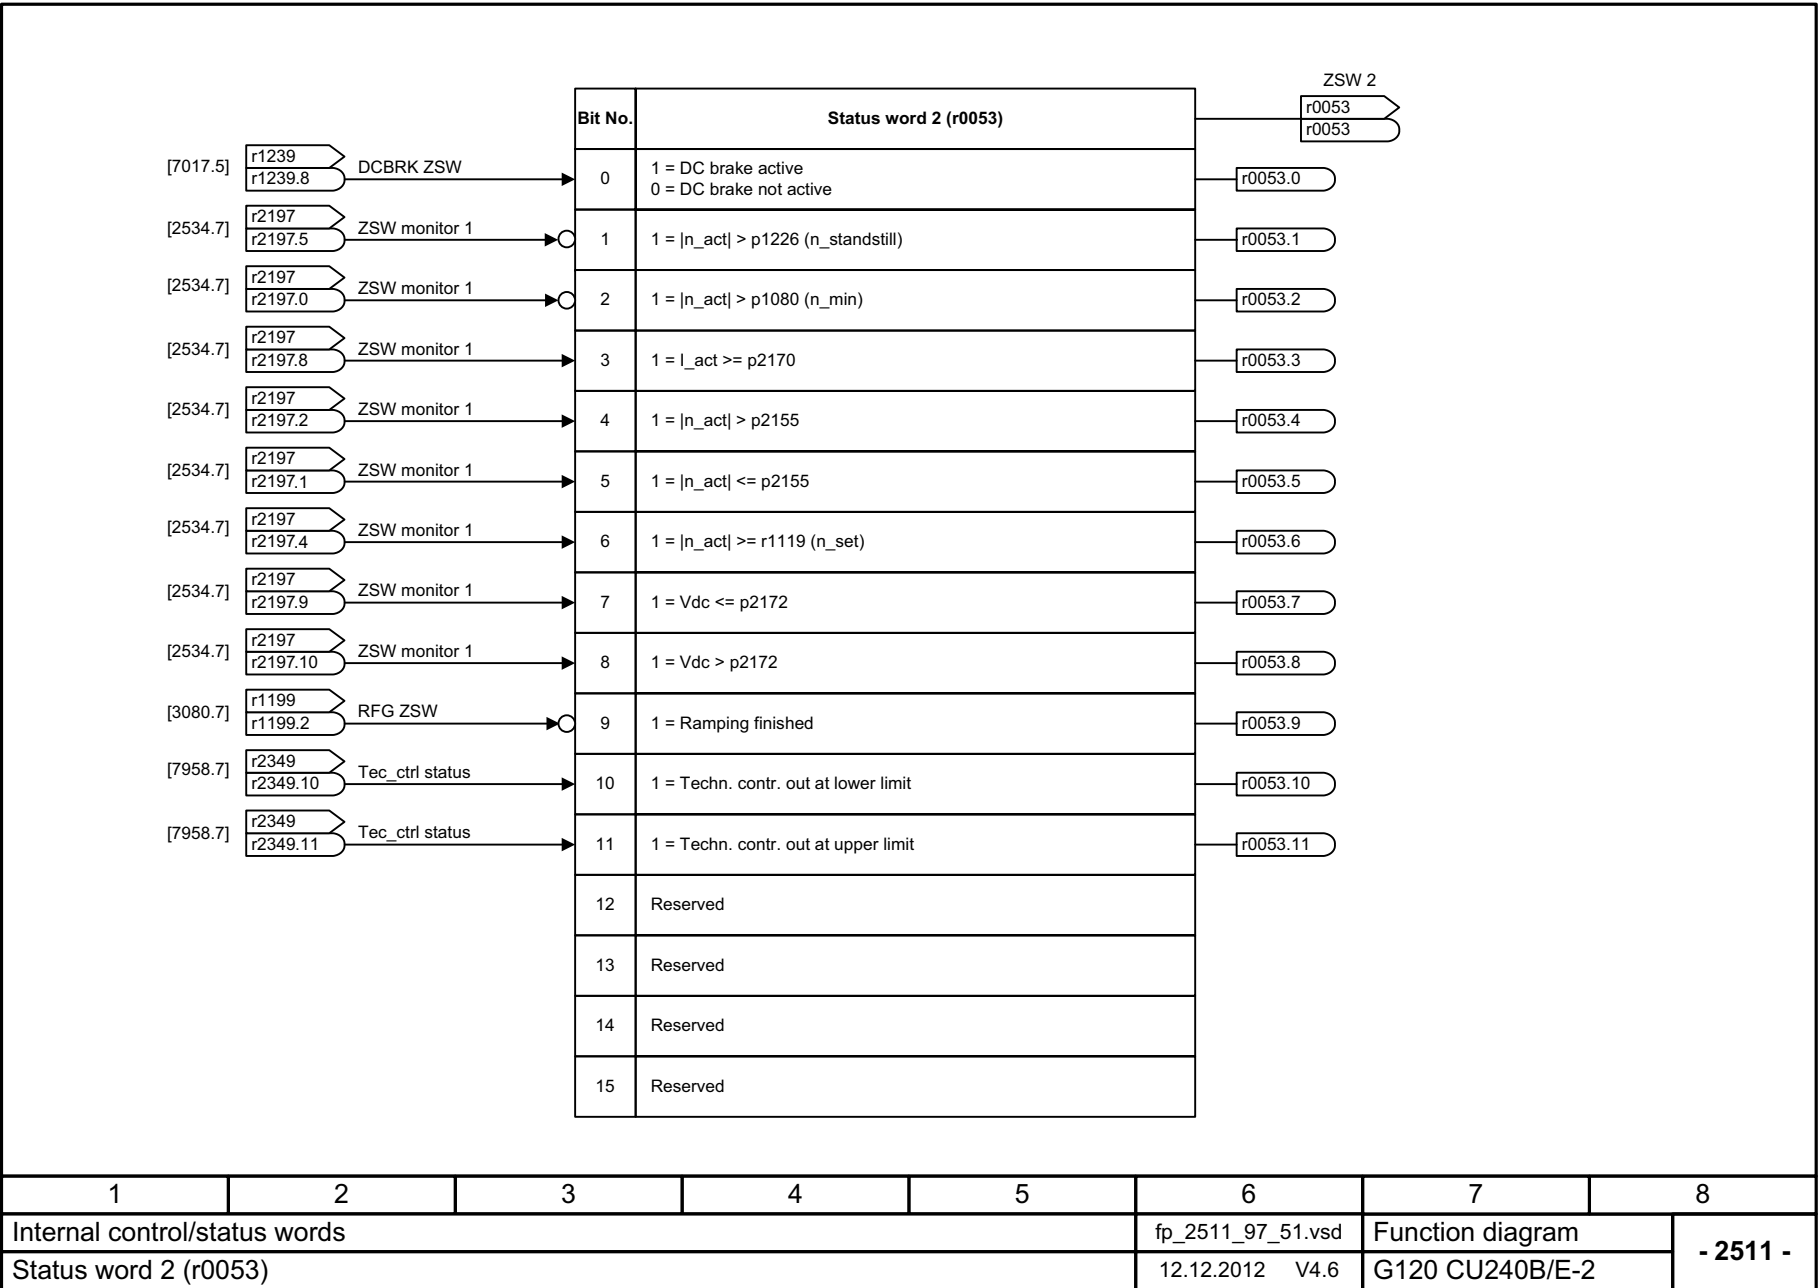 ZSW 2
r0053
r0053
Bit No. Status word 2 (r0053)
[7017.5] r1239 DCBRK ZSW
r1239.8
0 1 = DC brake active
0 = DC brake not active
r0053.0
[2534.7] r2197 ZSW monitor 1
r2197.5
1 1 = |n_act| > p1226 (n_standstill) r0053.1
[2534.7] r2197 ZSW monitor 1
r2197.0
2 1 = |n_act| > p1080 (n_min) r0053.2
[2534.7] r2197 ZSW monitor 1
r2197.8
3 1 = I_act >= p2170 r0053.3
[2534.7] r2197 ZSW monitor 1
r2197.2
4 1 = |n_act| > p2155 r0053.4
[2534.7] r2197 ZSW monitor 1
r2197.1
5 1 = |n_act| <= p2155 r0053.5
[2534.7] r2197 ZSW monitor 1
r2197.4
6 1 = |n_act| >= r1119 (n_set) r0053.6
[2534.7] r2197 ZSW monitor 1
r2197.9
7 1 = Vdc <= p2172 r0053.7
[2534.7] r2197 ZSW monitor 1
r2197.10
8 1 = Vdc > p2172 r0053.8
[3080.7] r1199 RFG ZSW
r1199.2
9 1 = Ramping finished r0053.9
[7958.7] r2349 Tec_ctrl status
r2349.10
10 1 = Techn. contr. out at lower limit r0053.10
[7958.7] r2349 Tec_ctrl status
r2349.11
11 1 = Techn. contr. out at upper limit r0053.11
12 Reserved
13 Reserved
14 Reserved
15 Reserved
1 2 3 4 5 6 7 8
Internal control/status words fp_2511_97_51.vsd Function diagram
- 2511 -
Status word 2 (r0053) 12.12.2012 V4.6 G120 CU240B/E-2